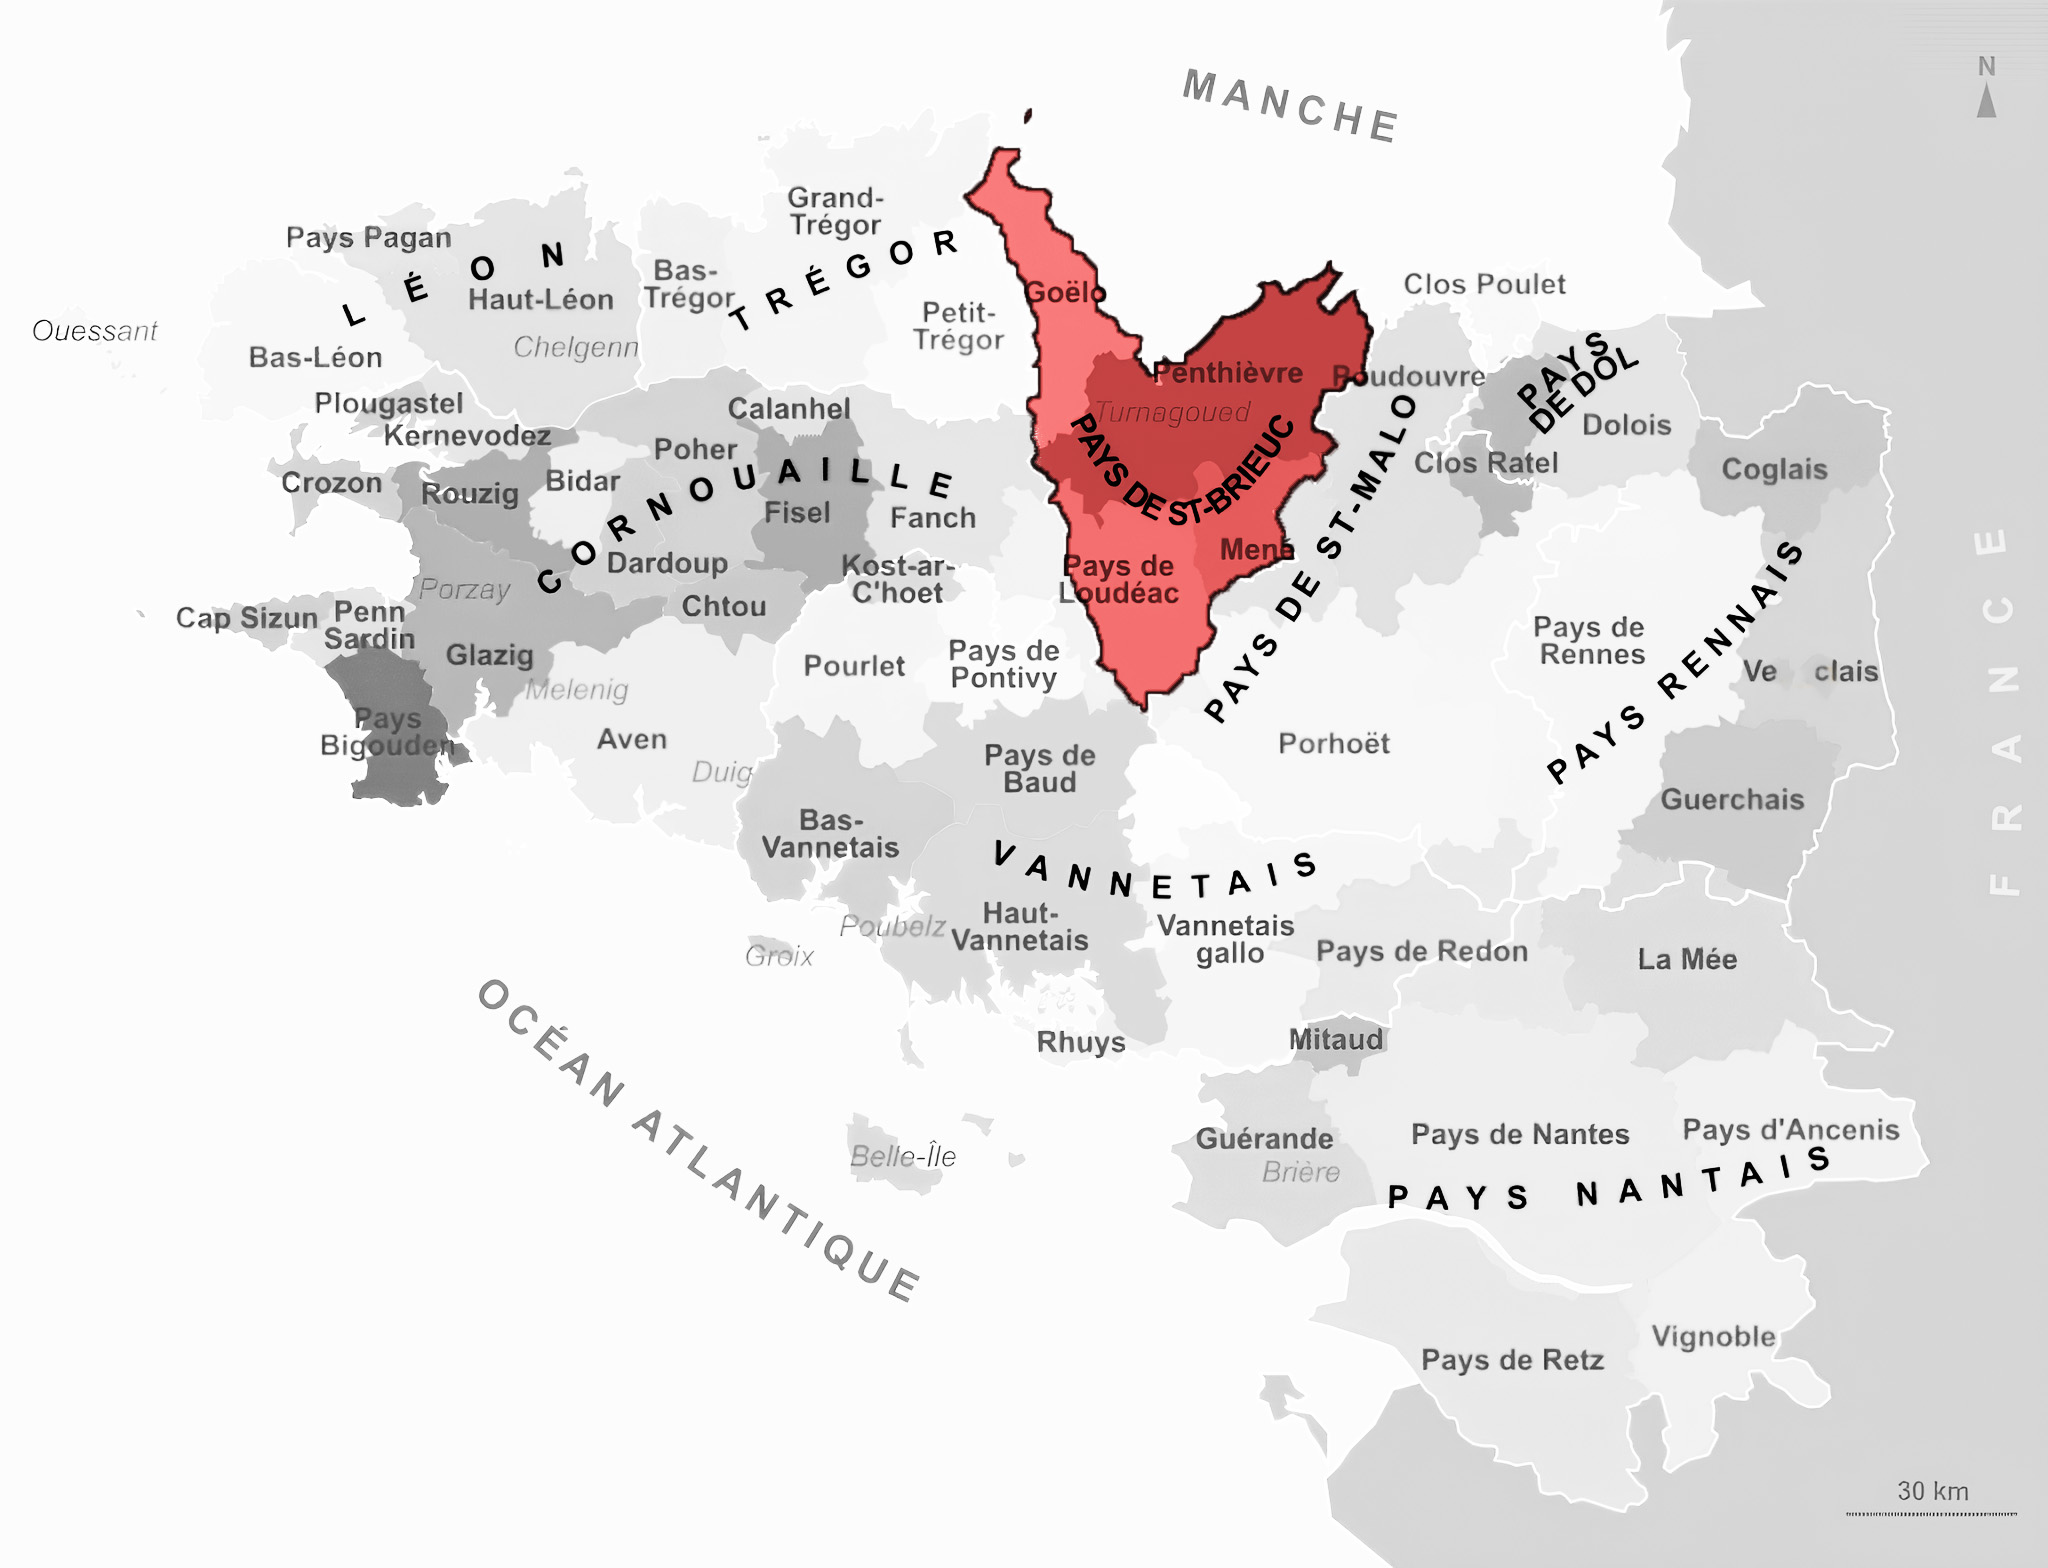 MANCHE
N
Grand-
Trégor
Pays Pagan
LÉON
TRÉGOR
Bas-
Trégor
Haut-Léon
Clos Poulet
Goëlo
Petit-
Trégor
Ouessant
Chelgenn
Bas-Léon
PAYS
DE DOL
Penthièvre
Poudouvre
Plougastel
Calanhel
Turnagoued
Kernevodez
Dolois
Poher
PAYS DE ST-BRIEUC
PAYS DE ST-MALO
Clos Ratel
Coglais
Crozon
Rouzig
Bidar
CORNOUAILLE
Fisel
Fanch
FRANCE
Mené
Dardoup
Kost-ar-
C'hoet
Pays de
Loudéac
Porzay
Chtou
Cap Sizun
Penn
Sardin
Pays de
Rennes
PAYS RENNAIS
Glazig
Pourlet
Pays de
Pontivy
Ve clais
Melenig
Pays
Bigouden
Aven
Porhoët
Duig
Pays de
Baud
Guerchais
Bas-
Vannetais
VANNETAIS
Haut-
Vannetais
Vannetais
gallo
Poubelz
Groix
Pays de Redon
La Mée
OCÉAN ATLANTIQUE
Rhuys
Mitaud
Guérande
Pays de Nantes
Pays d'Ancenis
Belle-Île
Brière
PAYS NANTAIS
Vignoble
Pays de Retz
30 km